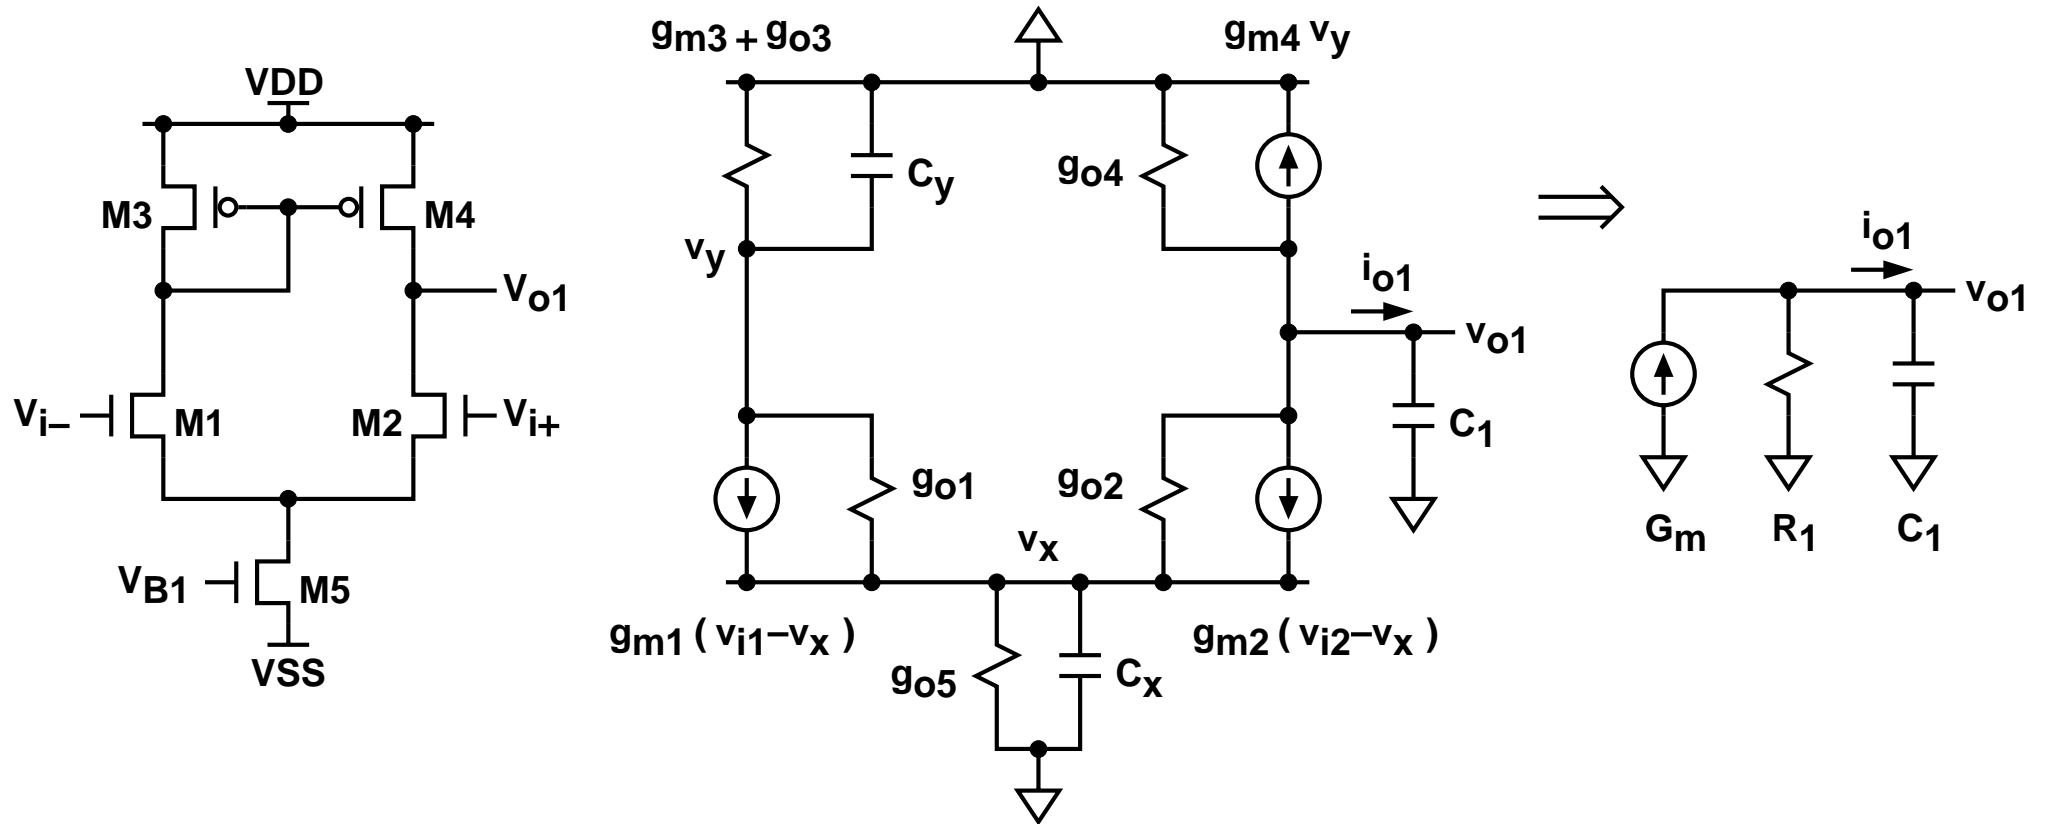 VDD
M3
M4
Vo1
Vi–
M1
M2
Vi+
VB1
M5
VSS
gm3 + go3
gm4 vy
Cy
go4
vy
io1
vo1
C1
go1
go2
vx
gm1 ( vi1–vx )
gm2 ( vi2–vx )
go5
Cx
io1
vo1
Gm
R1
C1